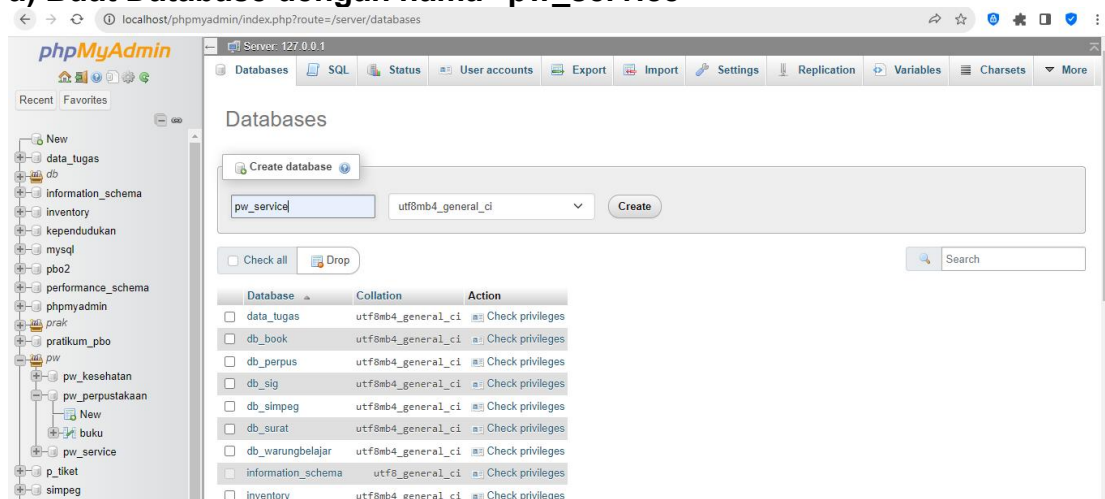 a) Buat Database dengan nama "pw_service"
localhost/phpmyadmin/index.php?route=/server/databases
phpMyAdmin
Recent Favorites
New
data_tugas
db
information_schema
inventory
kependudukan
mysql
pbo2
performance_schema
phpmyadmin
prak
pratikum_pbo
pw
pw_kesehatan
pw_perpustakaan
New
buku
pw_service
p_tiket
simpeg
Server: 127.0.0.1
Databases SQL Status User accounts Export Import Settings Replication Variables Charsets More
Databases
Create database
pw_service utf8mb4_general_ci Create
Check all Drop Search
Database Collation Action
data_tugas utf8mb4_general_ci Check privileges
db_book utf8mb4_general_ci Check privileges
db_perpus utf8mb4_general_ci Check privileges
db_sig utf8mb4_general_ci Check privileges
db_simpeg utf8mb4_general_ci Check privileges
db_surat utf8mb4_general_ci Check privileges
db_warungbelajar utf8mb4_general_ci Check privileges
information_schema utf8_general_ci Check privileges
inventory utf8mb4_general_ci Check privileges